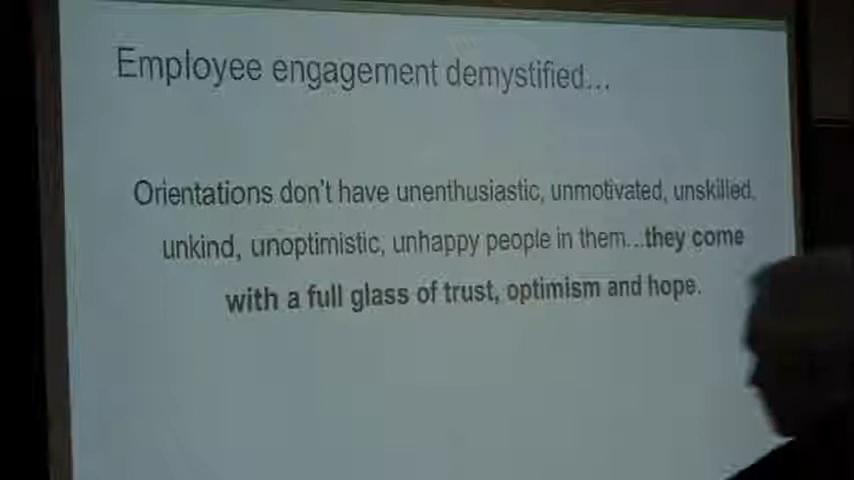 Employee engagement demystified...
Orientations don't have unenthusiastic, unmotivated, unskilled,
unkind, unoptimistic, unhappy people in them...they come
with a full glass of trust, optimism and hope.